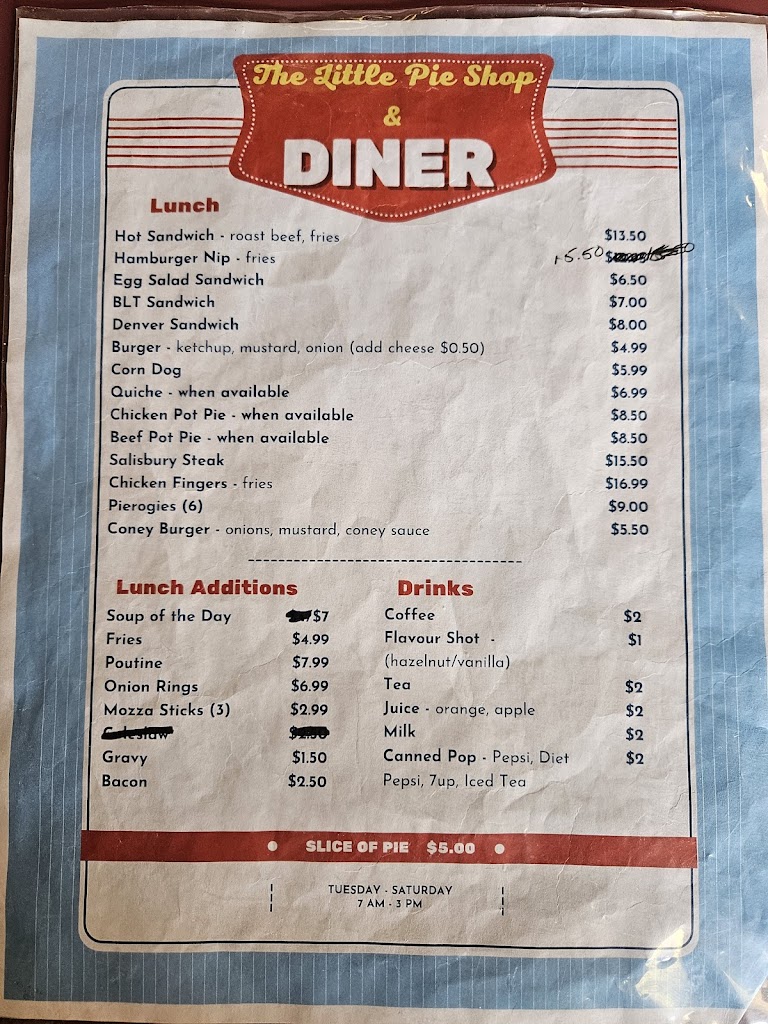 The Little Pie Shop
&
DINER
Lunch
Hot Sandwich - roast beef, fries $13.50
Hamburger Nip - fries 15.50
Egg Salad Sandwich $6.50
BLT Sandwich $7.00
Denver Sandwich $8.00
Burger - ketchup, mustard, onion (add cheese $0.50) $4.99
Corn Dog $5.99
Quiche - when available $6.99
Chicken Pot Pie - when available $8.50
Beef Pot Pie - when available $8.50
Salisbury Steak $15.50
Chicken Fingers - fries $16.99
Pierogies (6) $9.00
Coney Burger - onions, mustard, coney sauce $5.50
Lunch Additions
Soup of the Day $7
Fries $4.99
Poutine $7.99
Onion Rings $6.99
Mozza Sticks (3) $2.99
Coleslaw $2.50
Gravy $1.50
Bacon $2.50
Drinks
Coffee $2
Flavour Shot - $1
(hazelnut/vanilla)
Tea $2
Juice - orange, apple $2
Milk $2
Canned Pop - Pepsi, Diet $2
Pepsi, 7up, Iced Tea
SLICE OF PIE $5.00
TUESDAY - SATURDAY
7 AM - 3 PM